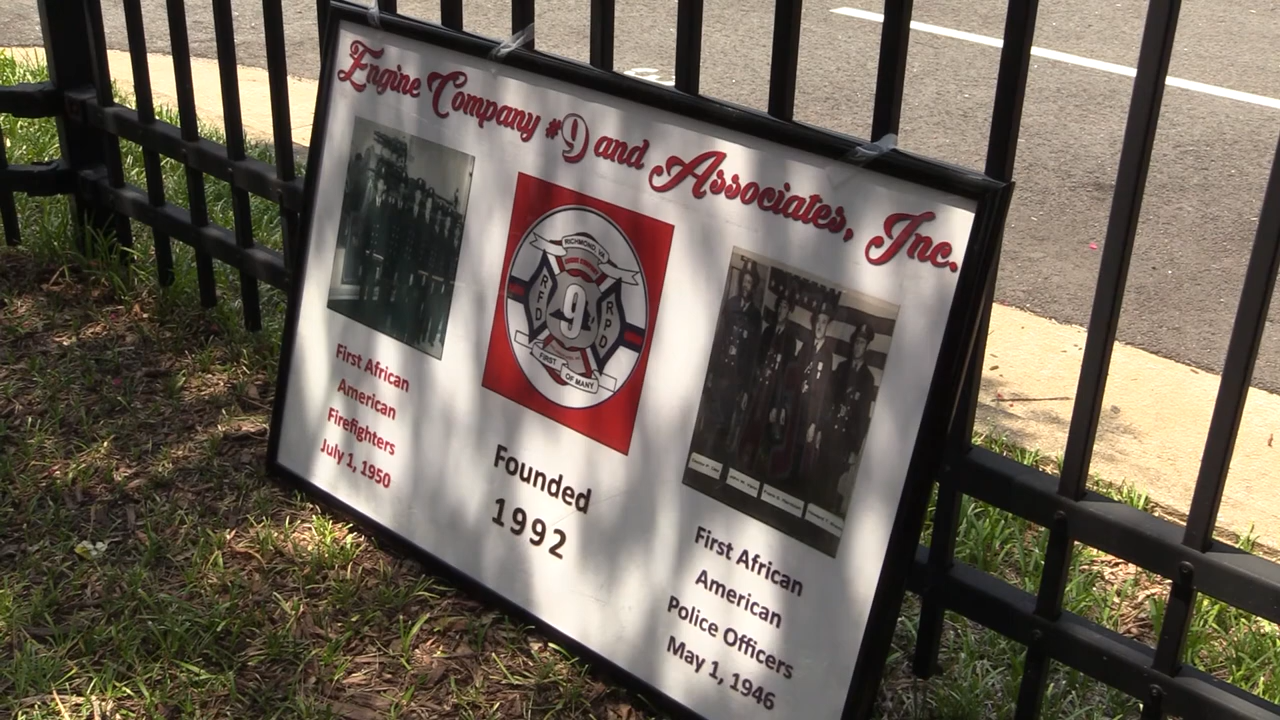 Engine Company #9 and Associates, Inc.
First African
American
Firefighters
July 1, 1950
RICHMOND, VA
RFD
9
RPD
FIRST
OF MANY
Founded
1992
First African
American
Police Officers
May 1, 1946